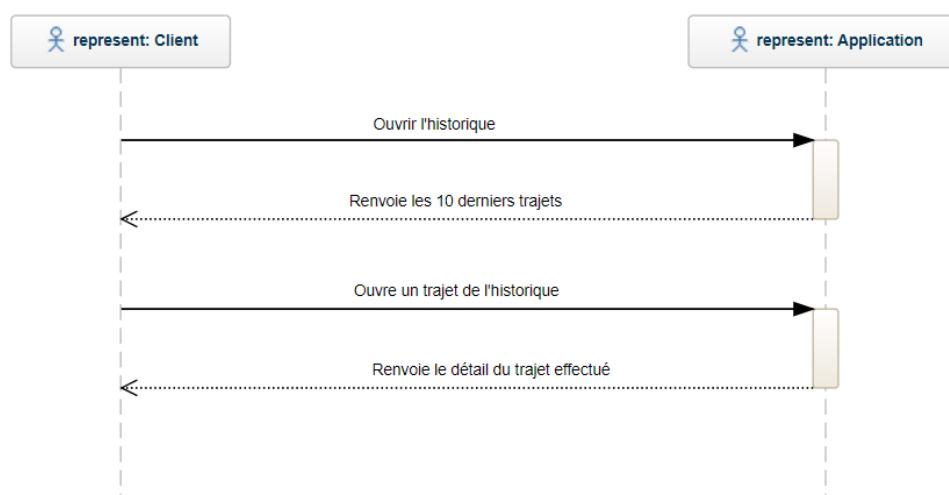 represent: Client
represent: Application
Ouvrir l'historique
Renvoie les 10 derniers trajets
Ouvre un trajet de l'historique
Renvoie le détail du trajet effectué